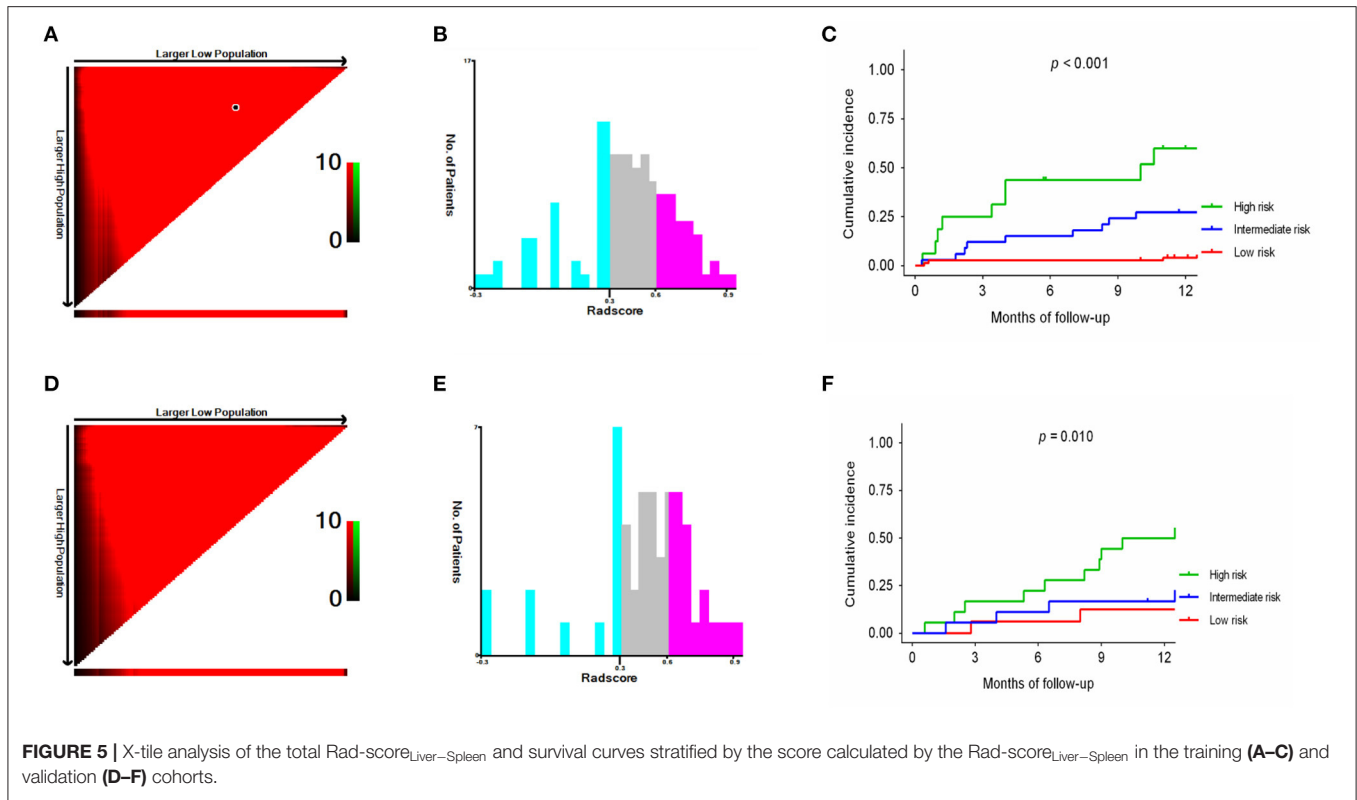 A
Larger Low Population
Larger High Population
10
0
B
17
No. of Patients
0
-0.3
0.3
0.6
0.9
Radscore
C
p < 0.001
1.00
0.75
0.50
0.25
0.00
Cumulative incidence
0
3
6
9
12
Months of follow-up
High risk
Intermediate risk
Low risk
D
Larger Low Population
Larger High Population
10
0
E
7
No. of Patients
0
-0.3
0.3
0.6
0.9
Radscore
F
p = 0.010
1.00
0.75
0.50
0.25
0.00
Cumulative incidence
0
3
6
9
12
Months of follow-up
High risk
Intermediate risk
Low risk
FIGURE 5 | X-tile analysis of the total Rad-scoreLiver–Spleen and survival curves stratified by the score calculated by the Rad-scoreLiver–Spleen in the training (A–C) and
validation (D–F) cohorts.